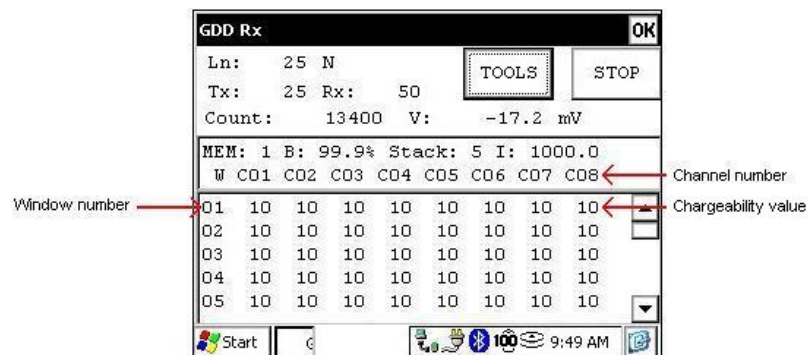 GDD Rx OK
Ln: 25 N
TOOLS STOP
Tx: 25 Rx: 50
Count: 13400 V: -17.2 mV
MEM: 1 B: 99.9% Stack: 5 I: 1000.0
W C01 C02 C03 C04 C05 C06 C07 C08 Channel number
Window number 01 10 10 10 10 10 10 10 10 Chargeability value
02 10 10 10 10 10 10 10 10
03 10 10 10 10 10 10 10 10
04 10 10 10 10 10 10 10 10
05 10 10 10 10 10 10 10 10
Start G 100 9:49 AM